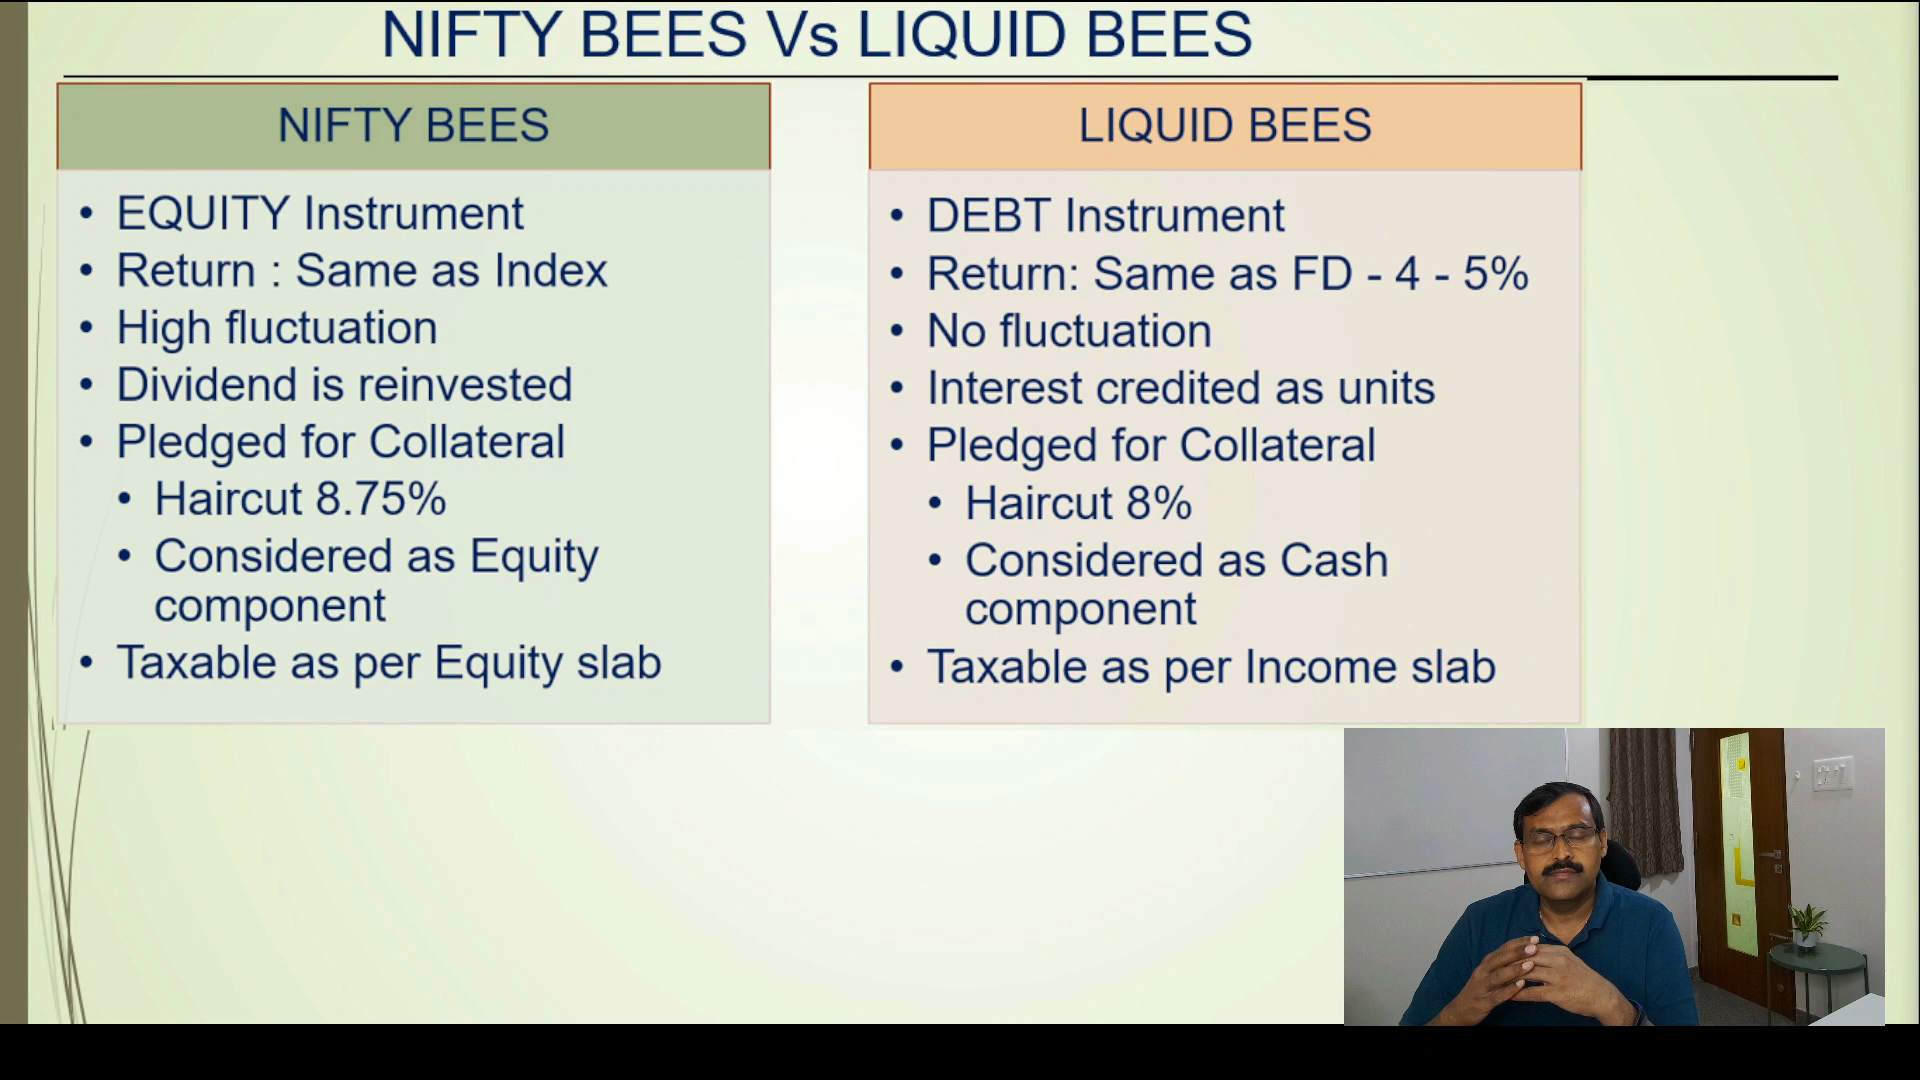 NIFTY BEES Vs LIQUID BEES
NIFTY BEES
• EQUITY Instrument
• Return : Same as Index
• High fluctuation
• Dividend is reinvested
• Pledged for Collateral
• Haircut 8.75%
• Considered as Equity
component
• Taxable as per Equity slab
LIQUID BEES
• DEBT Instrument
• Return: Same as FD - 4 - 5%
• No fluctuation
• Interest credited as units
• Pledged for Collateral
• Haircut 8%
• Considered as Cash
component
• Taxable as per Income slab